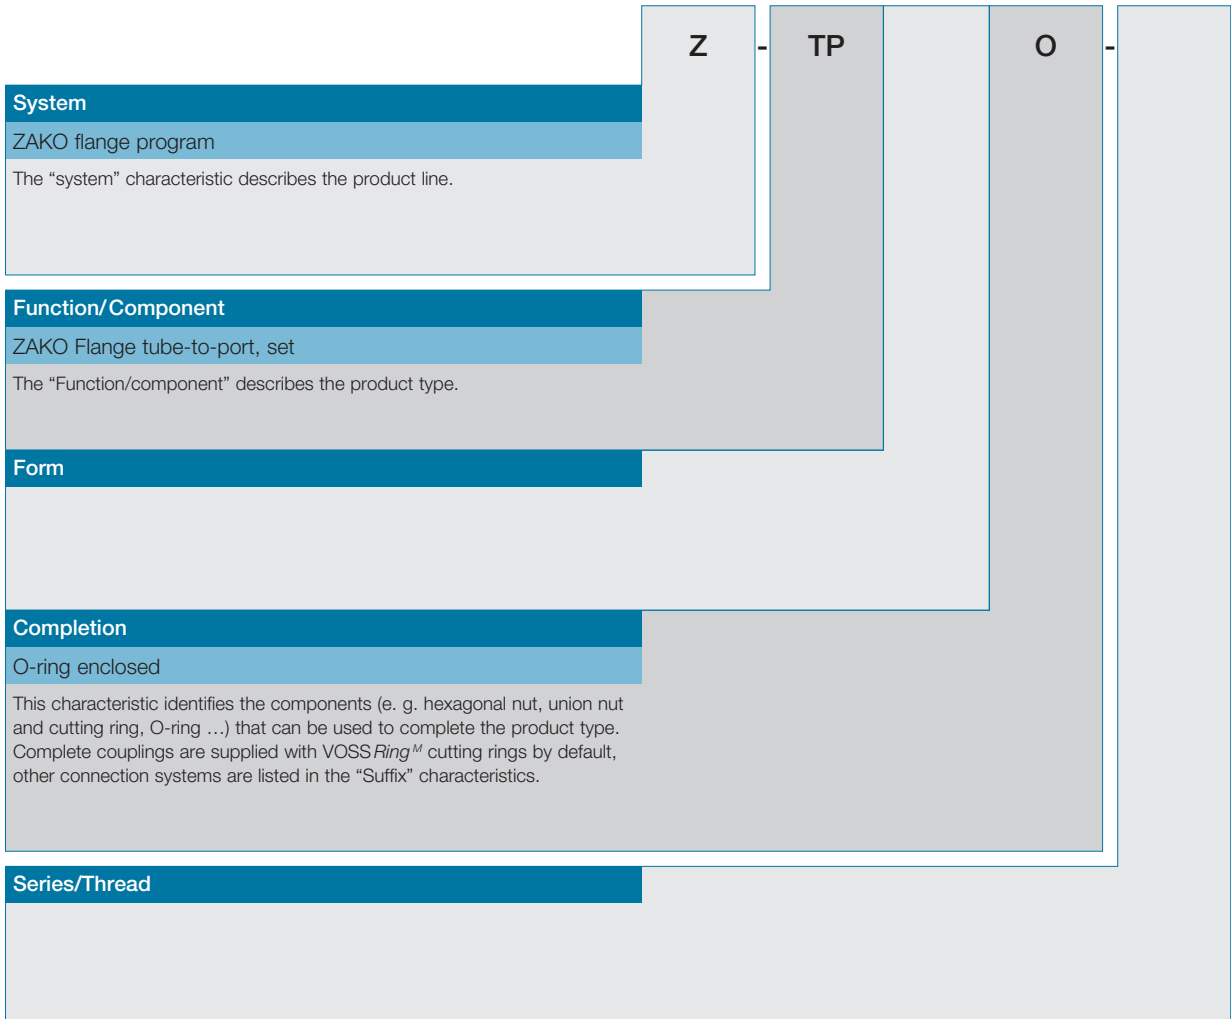 Z - TP O -
System
ZAKO flange program
The “system” characteristic describes the product line.
Function/Component
ZAKO Flange tube-to-port, set
The “Function/component” describes the product type.
Form
Completion
O-ring enclosed
This characteristic identifies the components (e. g. hexagonal nut, union nut
and cutting ring, O-ring …) that can be used to complete the product type.
Complete couplings are supplied with VOSSRingᴹ cutting rings by default,
other connection systems are listed in the “Suffix” characteristics.
Series/Thread